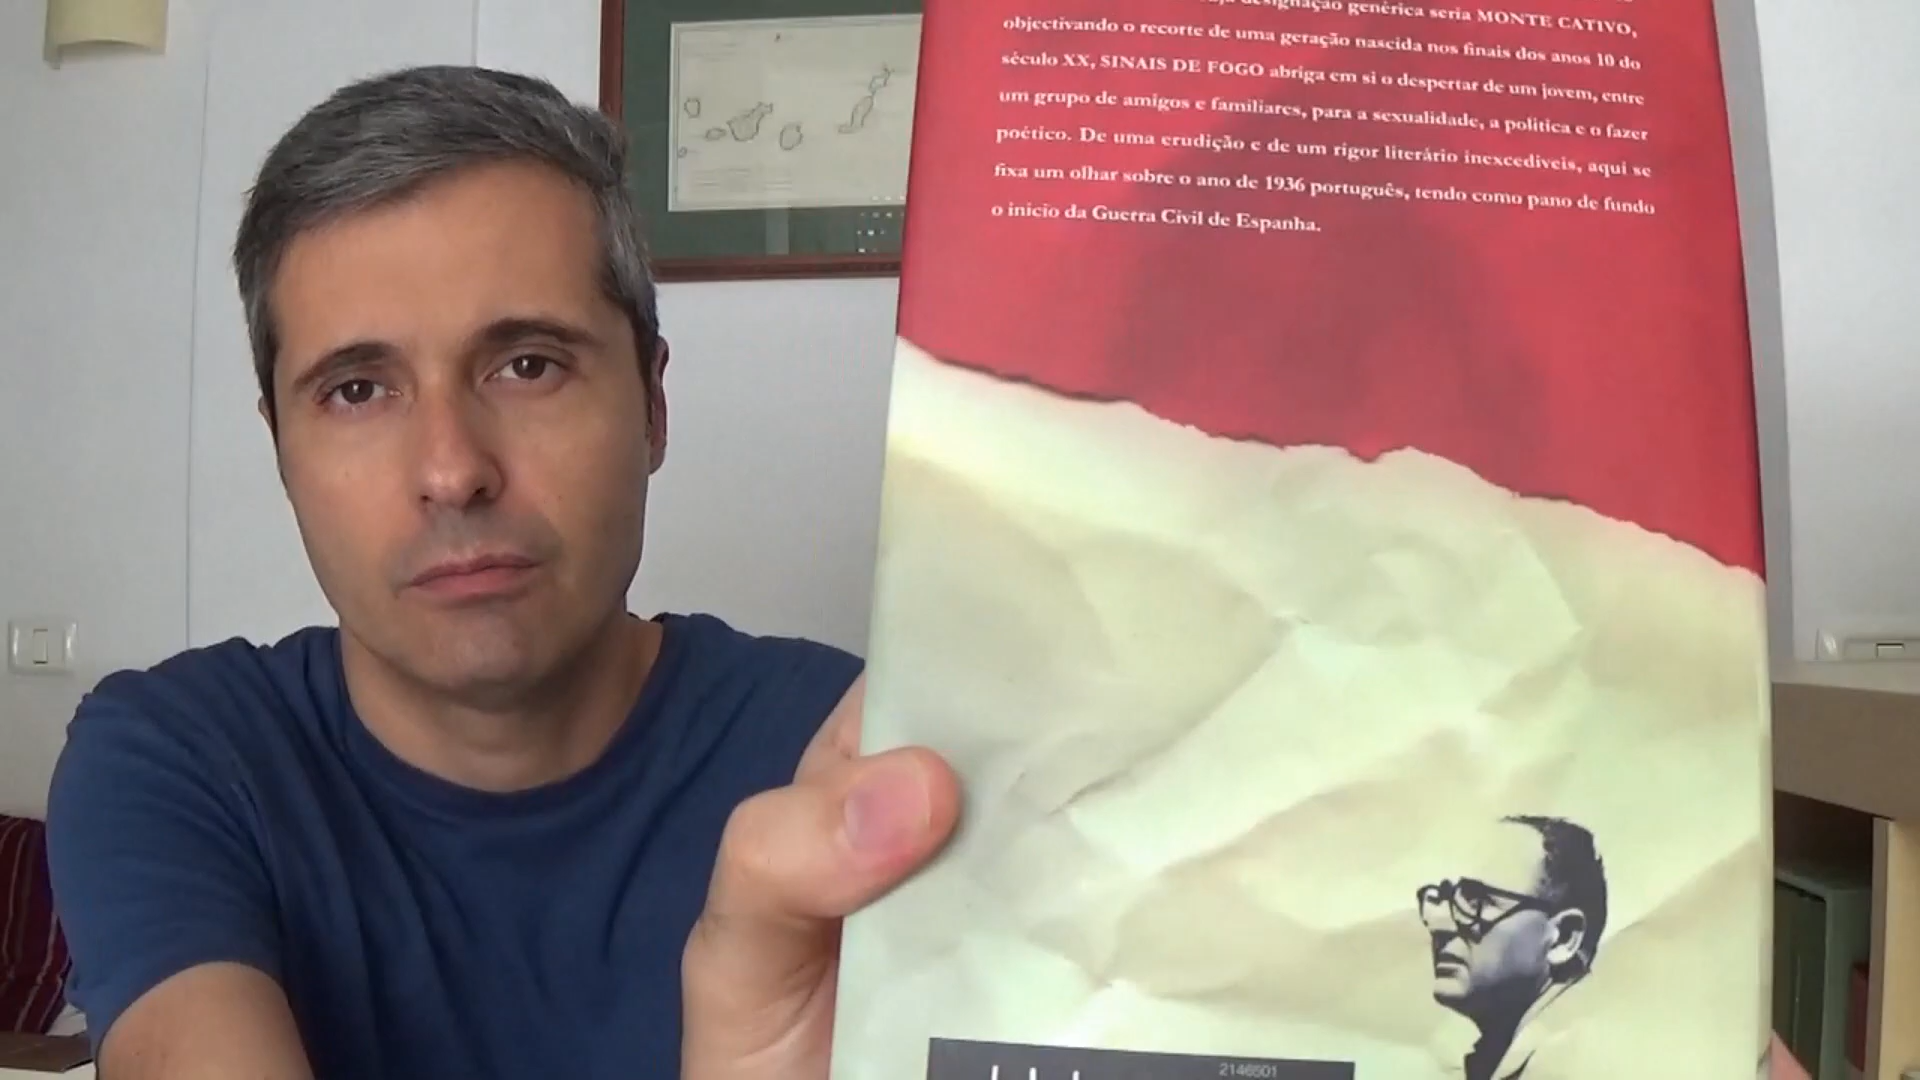 designação genérica seria MONTE CATIVO,
objectivando o recorte de uma geração nascida nos finais dos anos 10 do
século XX, SINAIS DE FOGO abriga em si o despertar de um jovem, entre
um grupo de amigos e familiares, para a sexualidade, a política e o fazer
poético. De uma erudição e de um rigor literário inexcedíveis, aqui se
fixa um olhar sobre o ano de 1936 português, tendo como pano de fundo
o início da Guerra Civil de Espanha.
2146501